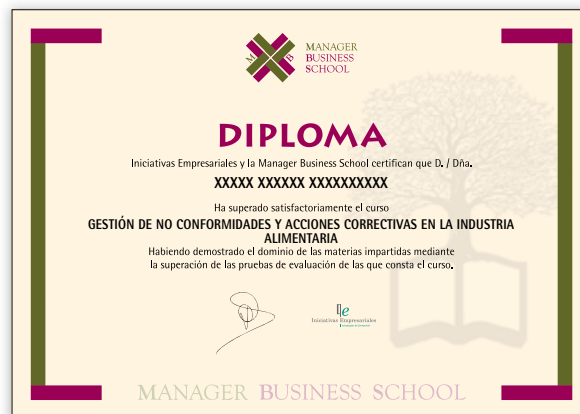 M B
MANAGER
BUSINESS
SCHOOL
DIPLOMA
Iniciativas Empresariales y la Manager Business School certifican que D. / Dña.
XXXXX XXXXXX XXXXXXXXXX
Ha superado satisfactoriamente el curso
GESTIÓN DE NO CONFORMIDADES Y ACCIONES CORRECTIVAS EN LA INDUSTRIA
ALIMENTARIA
Habiendo demostrado el dominio de las materias impartidas mediante
la superación de las pruebas de evaluación de las que consta el curso.
Iniciativas Empresariales
MANAGER BUSINESS SCHOOL